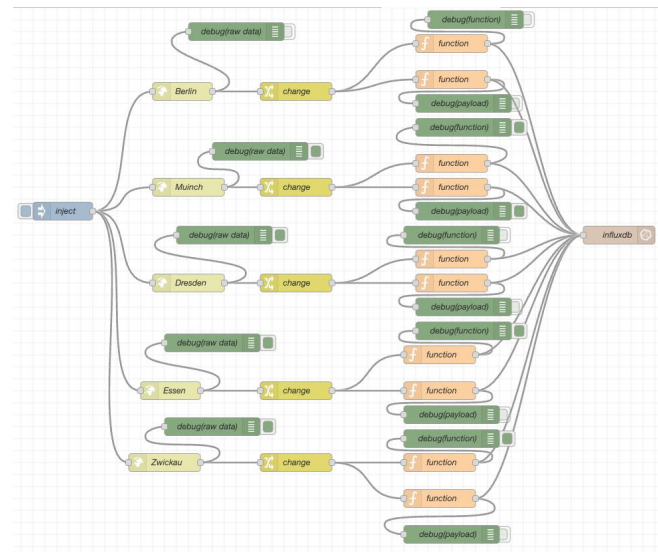 debug(function)
debug(raw data)
function
function
Berlin
change
debug(payload)
debug(function)
debug(raw data)
function
Muinch
change
function
inject
debug(payload)
debug(raw data)
debug(function)
influxdb
function
Dresden
change
function
debug(payload)
debug(function)
debug(raw data)
function
Essen
change
function
debug(payload)
debug(raw data)
debug(function)
Zwickau
change
function
function
debug(payload)